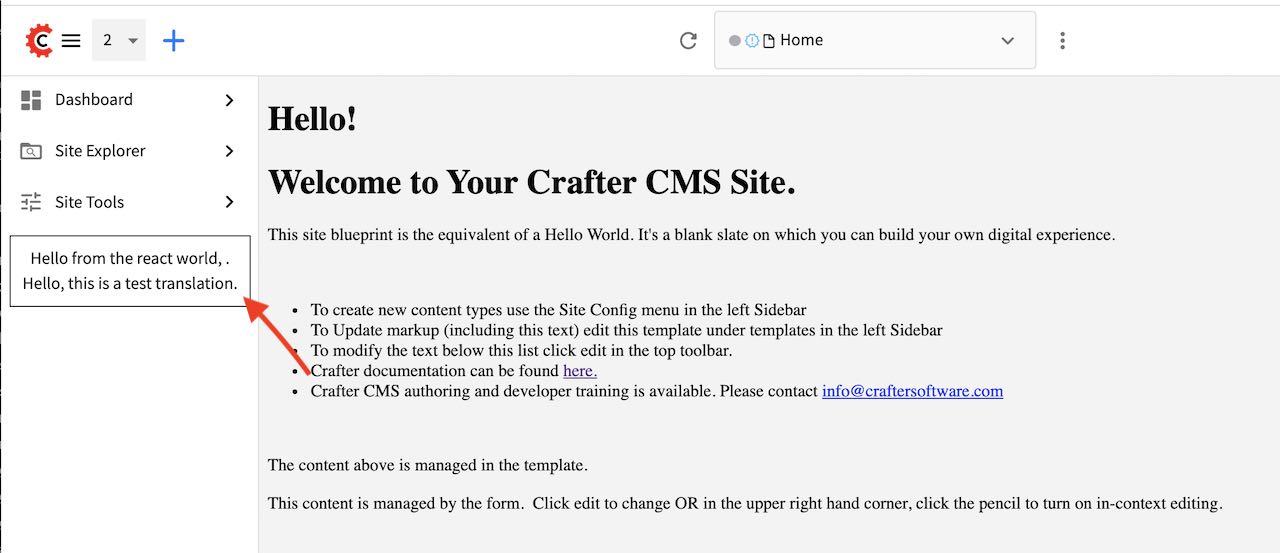 2
Home
Dashboard
Site Explorer
Site Tools
Hello from the react world, .
Hello, this is a test translation.
Hello!
Welcome to Your Crafter CMS Site.
This site blueprint is the equivalent of a Hello World. It's a blank slate on which you can build your own digital experience.
• To create new content types use the Site Config menu in the left Sidebar
• To Update markup (including this text) edit this template under templates in the left Sidebar
• To modify the text below this list click edit in the top toolbar.
• Crafter documentation can be found here.
• Crafter CMS authoring and developer training is available. Please contact info@craftersoftware.com
The content above is managed in the template.
This content is managed by the form.  Click edit to change OR in the upper right hand corner, click the pencil to turn on in-context editing.